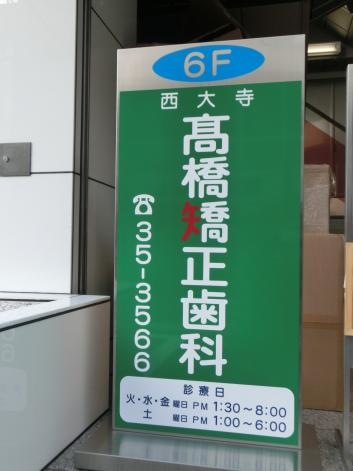 6F
西大寺
髙橋矯正歯科
☎35-3566
診療日
火・水・金曜日 PM 1:30~8:00
土曜日 PM 1:00~6:00